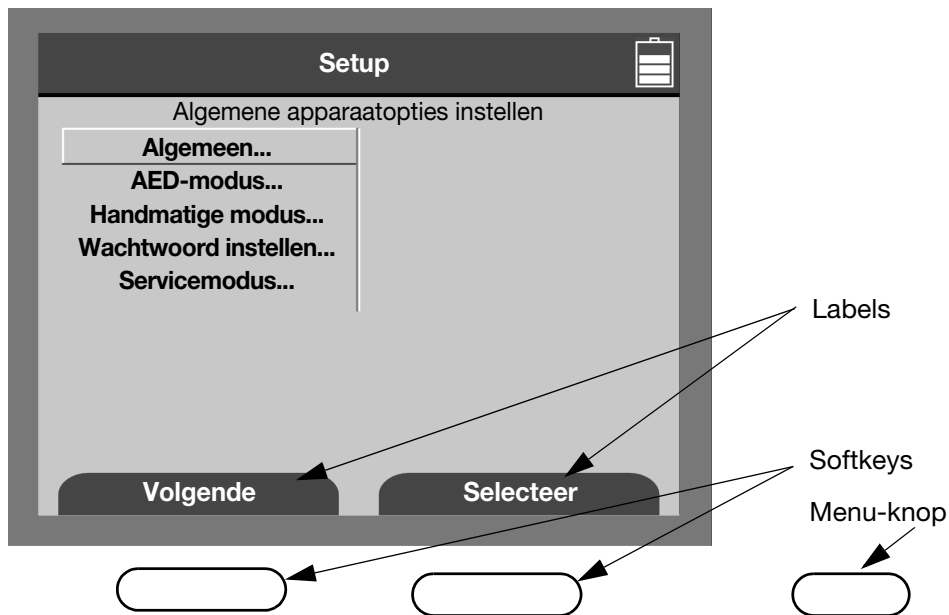 Setup
Algemene apparaatopties instellen
Algemeen...
AED-modus...
Handmatige modus...
Wachtwoord instellen...
Servicemodus...
Labels
Volgende
Selecteer
Softkeys
Menu-knop